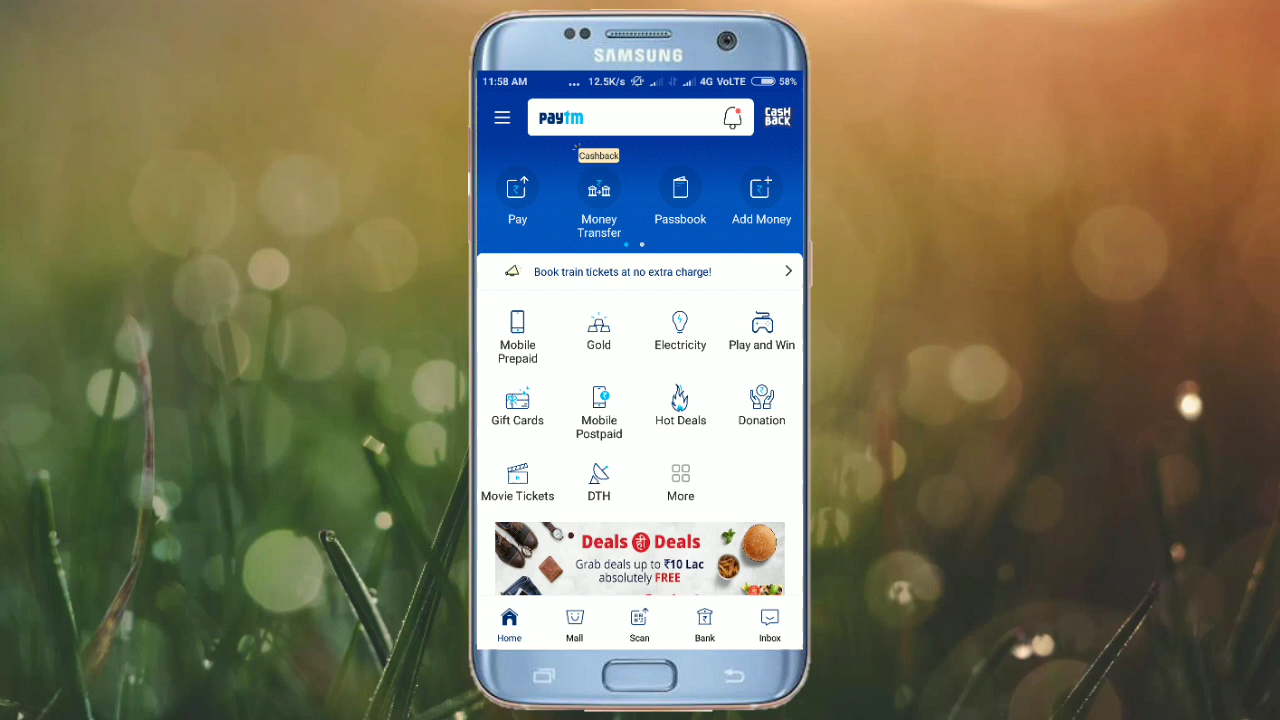 SAMSUNG
11:58 AM ... 12.5K/s 4G VoLTE 58%
paytm
CASH
BACK
Cashback
Pay
Money
Transfer
Passbook
Add Money
Book train tickets at no extra charge!
Mobile
Prepaid
Gold
Electricity
Play and Win
Gift Cards
Mobile
Postpaid
Hot Deals
Donation
Movie Tickets
DTH
More
Deals ही Deals
Grab deals up to ₹10 Lac
absolutely FREE
Home
Mall
Scan
Bank
Inbox